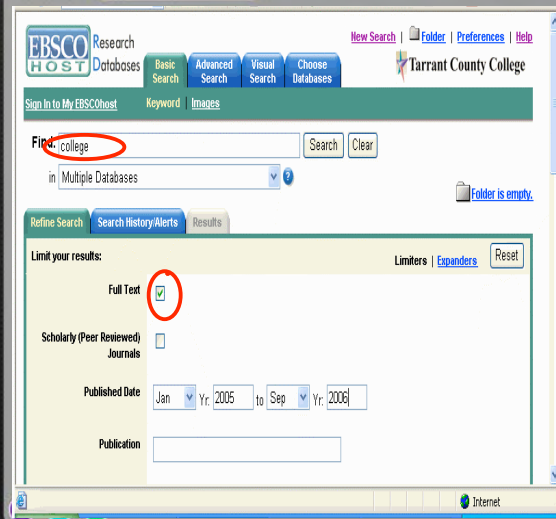 New Search | Folder | Preferences | Help
EBSCO HOST Research Databases
Basic Search Advanced Search Visual Search Choose Databases
Tarrant County College
Sign In to My EBSCOhost Keyword | Images
Find: college Search Clear
in Multiple Databases ?
Folder is empty.
Refine Search Search History/Alerts Results
Limit your results: Limiters | Expanders Reset
Full Text
Scholarly (Peer Reviewed)
Journals
Published Date Jan Yr: 2005 to Sep Yr: 2006
Publication
Internet